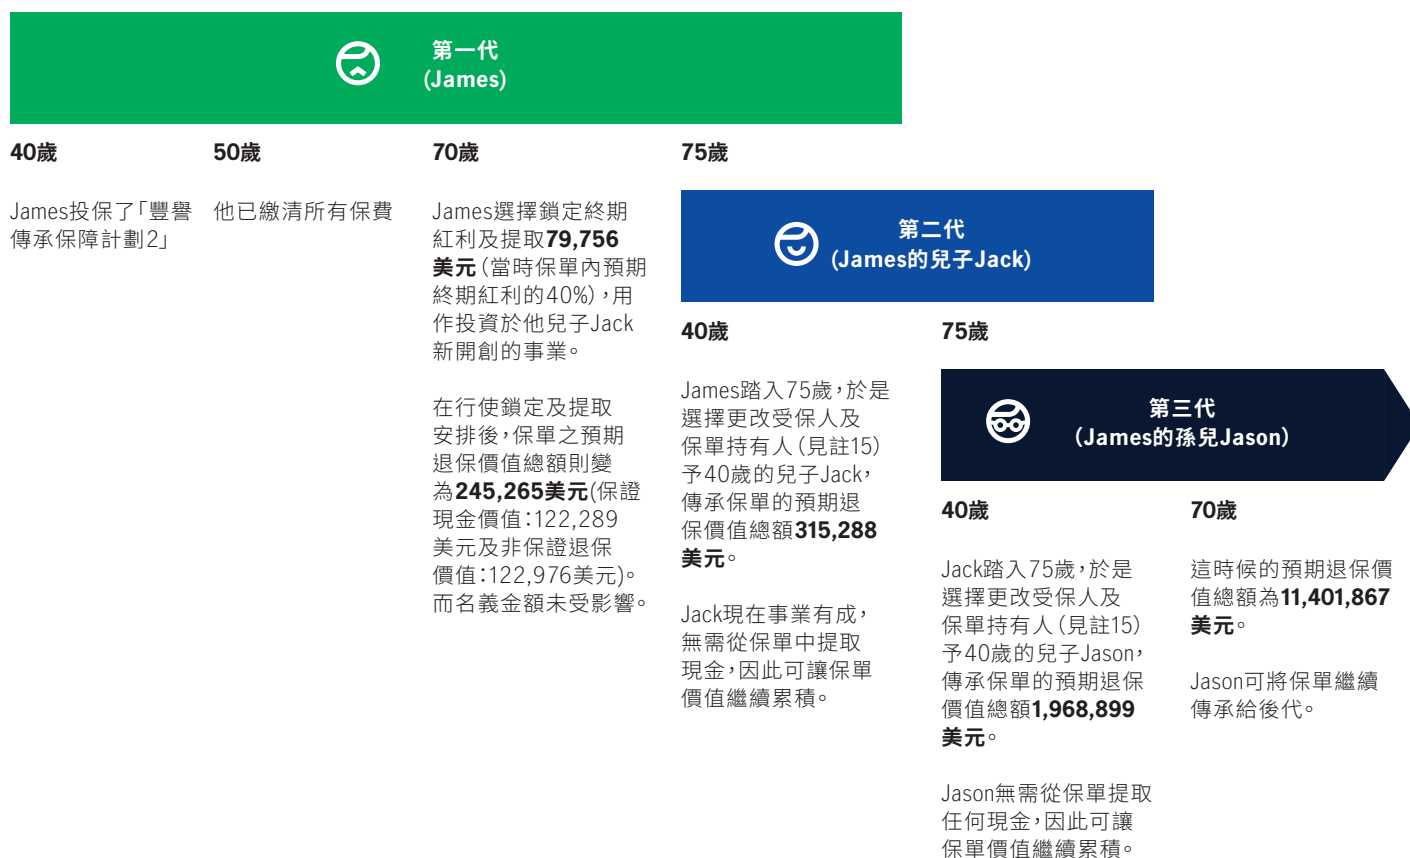 第一代
(James)
40歲
50歲
70歲
75歲
James投保了「豐譽
傳承保障計劃2」
他已繳清所有保費
James選擇鎖定終期
紅利及提取79,756
美元（當時保單內預期
終期紅利的40%），用
作投資於他兒子Jack
新開創的事業。
在行使鎖定及提取
安排後，保單之預期
退保價值總額則變
為245,265美元(保證
現金價值：122,289
美元及非保證退保
價值：122,976美元)。
而名義金額未受影響。
第二代
(James的兒子Jack)
40歲
75歲
James踏入75歲，於是
選擇更改受保人及
保單持有人（見註15）
予40歲的兒子Jack，
傳承保單的預期退
保價值總額315,288
美元。
Jack現在事業有成，
無需從保單中提取
現金，因此可讓保單
價值繼續累積。
第三代
（James的孫兒Jason）
40歲
70歲
Jack踏入75歲，於是
選擇更改受保人及
保單持有人（見註15）
予40歲的兒子Jason，
傳承保單的預期退保
價值總額1,968,899
美元。
Jason無需從保單提取
任何現金，因此可讓
保單價值繼續累積。
這時候的預期退保價
值總額為11,401,867
美元。
Jason可將保單繼續
傳承給後代。